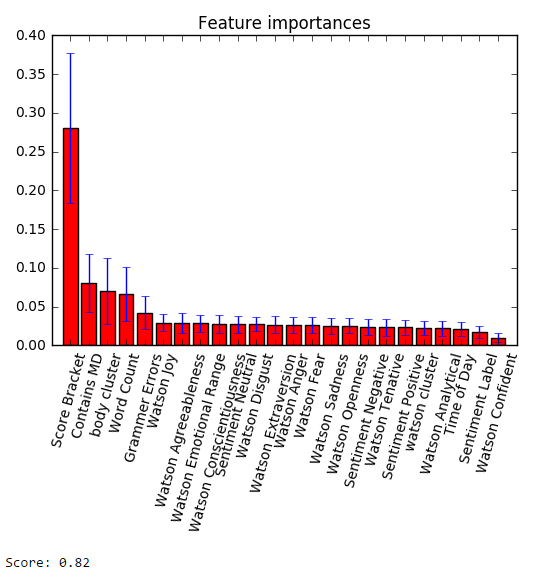 Feature importances
0.40
0.35
0.30
0.25
0.20
0.15
0.10
0.05
0.00
Score Bracket
Contains MD
body cluster
Word Count
Grammer Errors
Watson Joy
Watson Agreeableness
Watson Emotional Range
Watson Conscientiousness
Sentiment Neutral
Watson Disgust
Watson Extraversion
Watson Anger
Watson Fear
Watson Sadness
Watson Openness
Sentiment Negative
Watson Tenative
Sentiment Positive
watson cluster
Watson Analytical
Time of Day
Sentiment Label
Watson Confident
Score: 0.82